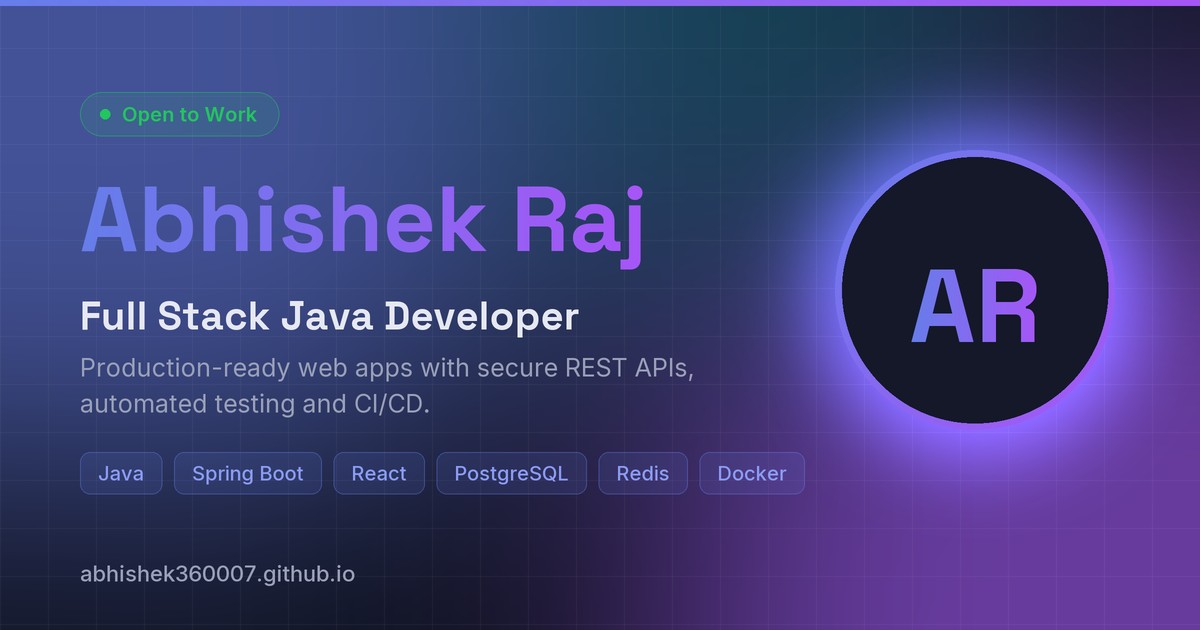 Open to Work
Abhishek Raj
AR
Full Stack Java Developer
Production-ready web apps with secure REST APIs,
automated testing and CI/CD.
Java Spring Boot React PostgreSQL Redis Docker
abhishek360007.github.io